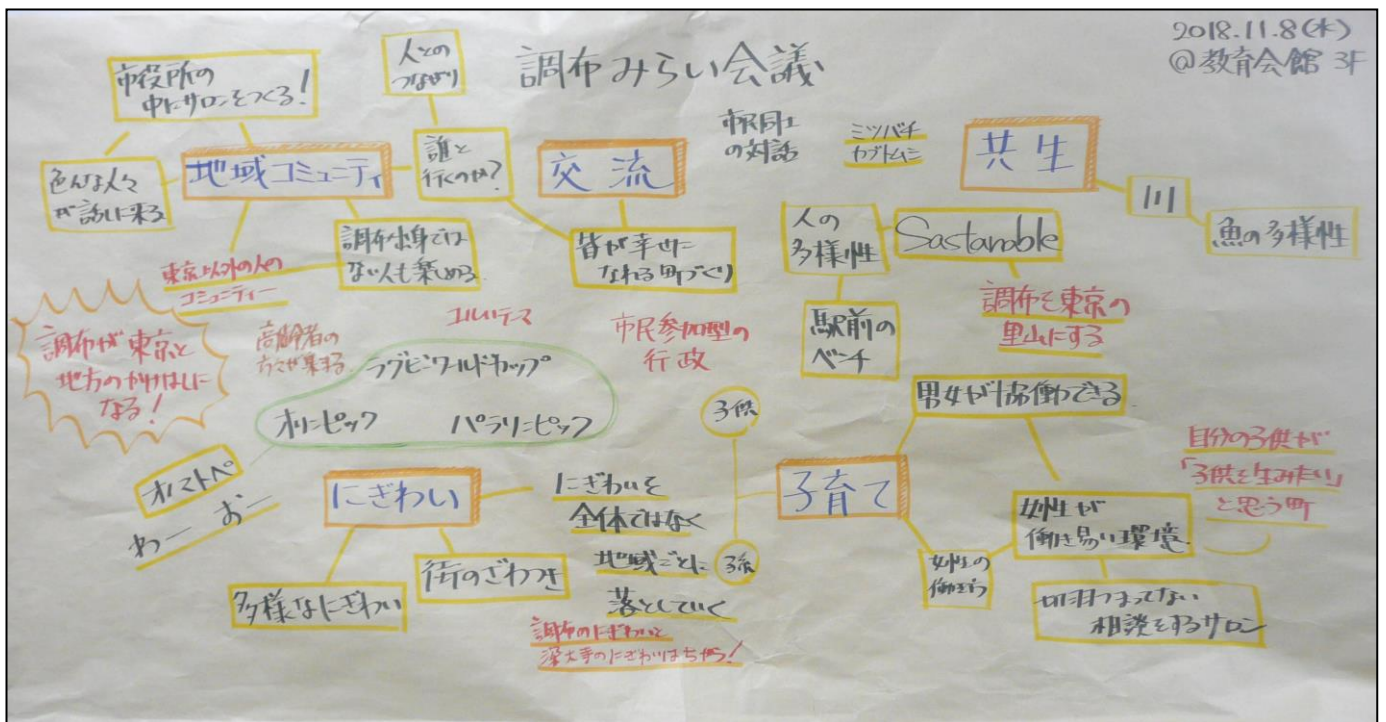 調布みらい会議
2018.11.8(木)
@教育会館 3F
市役所の
中にサロンをつくる!
人との
つながり
地域コミュニティ
誰と
行くのか?
色んな人々
が話しに来る
調布出身では
ない人も楽しめる
東京以外の人の
コミュニティー
調布が東京と
地方のかけはしに
なる!
交流
市民同士
の対話
皆が幸せに
なれる町づくり
市民参加型の
行政
ミツバチ
カブトムシ
共生
川
魚の多様性
人の
多様性
Sastanable
駅前の
ベンチ
調布を東京の
里山にする
高齢者の
方々が集まる
ラグビーワールドカップ
オリンピック
パラリンピック
オノマトペ
わー おー
にぎわい
にぎわいを
全体ではなく
地域ごとに
落としていく
街のざわつき
多様なにぎわい
調布のにぎわいと
深大寺のにぎわいはちがう!
子供
子育て
男女が協働できる
女性が
働き易い環境
女性の
切羽つまってない
相談をするサロン
自分の子供が
「子供を生みたい」
と思う町